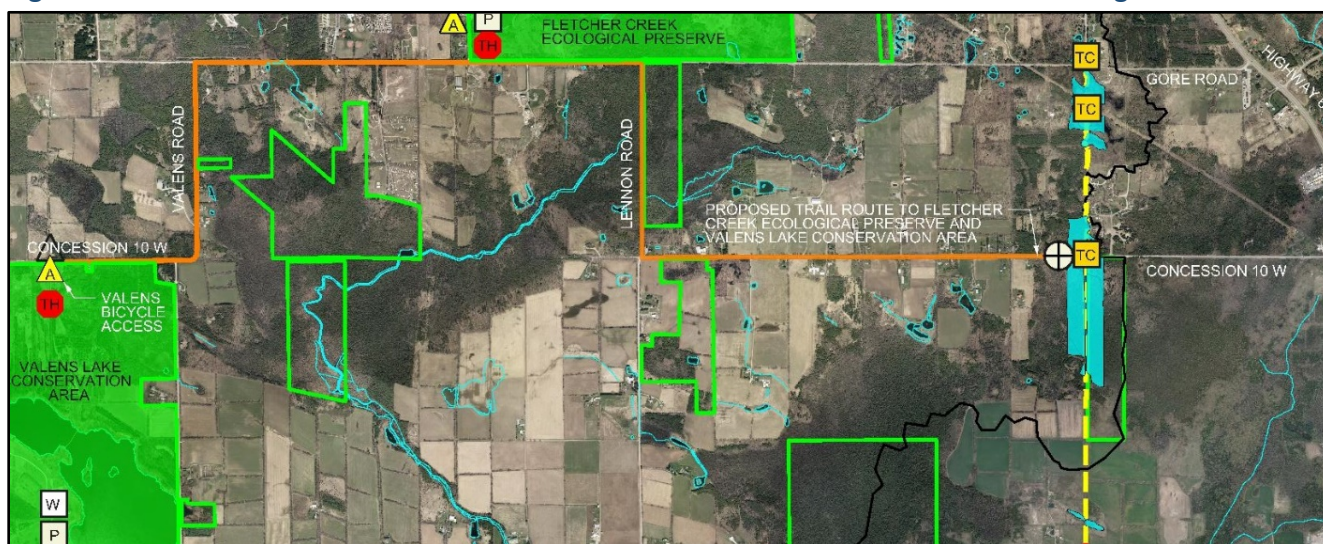 A
P
TH
FLETCHER CREEK
ECOLOGICAL PRESERVE
TC
HIGHWAY
GORE ROAD
TC
VALENS ROAD
LENNON ROAD
PROPOSED TRAIL ROUTE TO FLETCHER
CREEK ECOLOGICAL PRESERVE AND
VALENS LAKE CONSERVATION AREA
CONCESSION 10 W
TC
CONCESSION 10 W
A
TH
VALENS
BICYCLE
ACCESS
VALENS LAKE
CONSERVATION
AREA
W
P